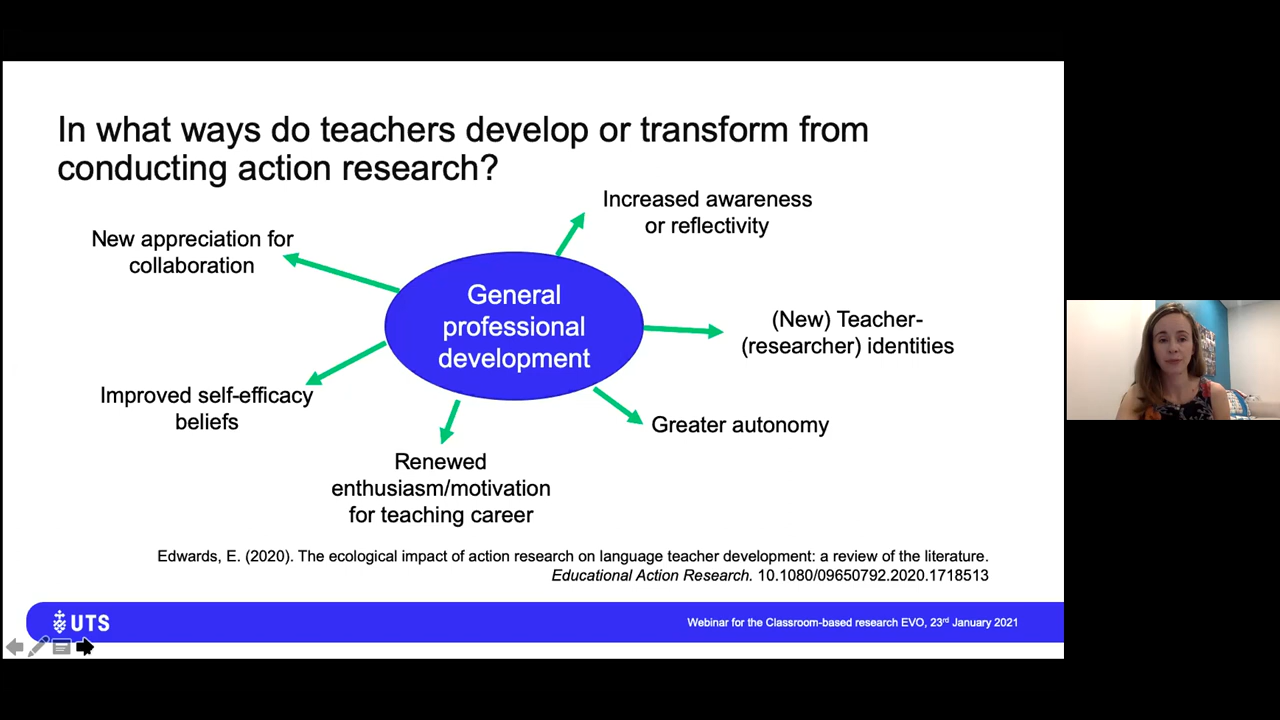 In what ways do teachers develop or transform from
conducting action research?
Increased awareness
or reflectivity
New appreciation for
collaboration
General
professional
development
(New) Teacher-
(researcher) identities
Improved self-efficacy
beliefs
Greater autonomy
Renewed
enthusiasm/motivation
for teaching career
Edwards, E. (2020). The ecological impact of action research on language teacher development: a review of the literature.
Educational Action Research. 10.1080/09650792.2020.1718513
UTS
Webinar for the Classroom-based research EVO, 23rd January 2021